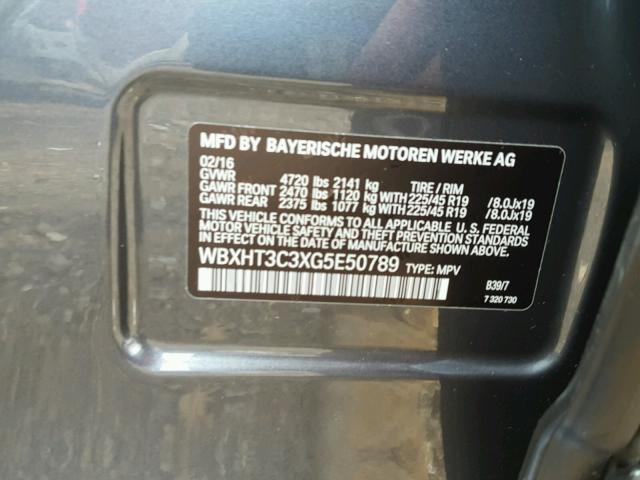 MFD BY BAYERISCHE MOTOREN WERKE AG
02/16
GVWR 4720 lbs 2141 kg TIRE / RIM
GAWR FRONT 2470 lbs 1120 kg WITH 225/45 R19 /8.0Jx19
GAWR REAR 2375 lbs 1077 kg WITH 225/45 R19 /8.0Jx19
THIS VEHICLE CONFORMS TO ALL APPLICABLE U. S. FEDERAL
MOTOR VEHICLE SAFETY, BUMPER, AND THEFT PREVENTION
STANDARDS IN EFFECT ON THE DATE OF MANUFACTURE SHOWN ABOVE.
WBXHT3C3XG5E50789 TYPE: MPV
B39/7
7 320 730